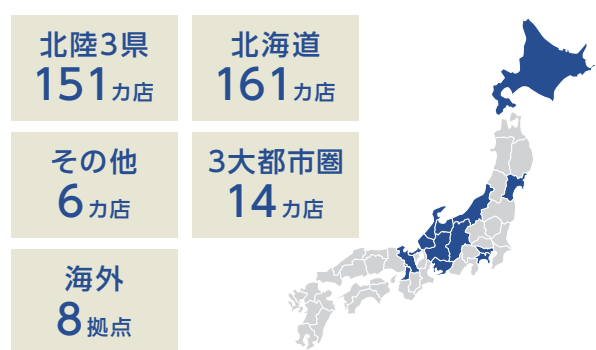 北陸3県
151カ店
北海道
161カ店
その他
6カ店
3大都市圏
14カ店
海外
8拠点